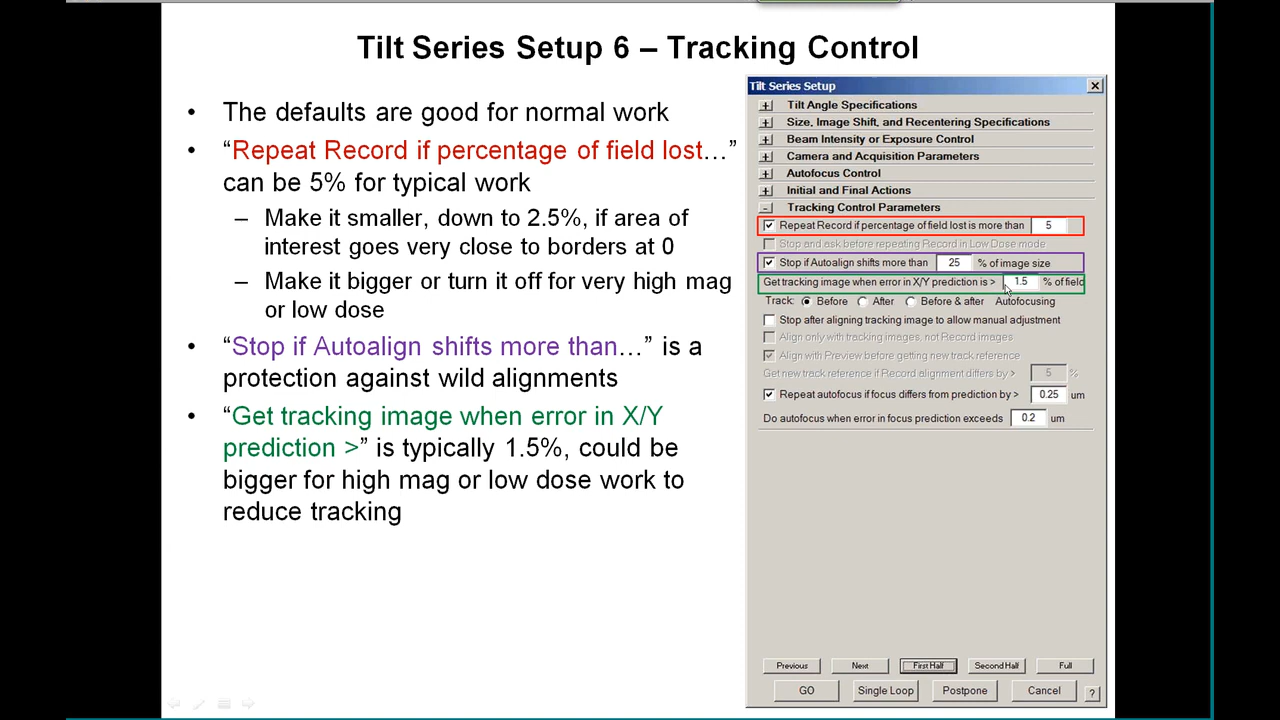 Tilt Series Setup 6 – Tracking Control
• The defaults are good for normal work
• “Repeat Record if percentage of field lost…”
can be 5% for typical work
– Make it smaller, down to 2.5%, if area of
interest goes very close to borders at 0
– Make it bigger or turn it off for very high mag
or low dose
• “Stop if Autoalign shifts more than…” is a
protection against wild alignments
• “Get tracking image when error in X/Y
prediction >” is typically 1.5%, could be
bigger for high mag or low dose work to
reduce tracking
Tilt Series Setup
Tilt Angle Specifications
Size, Image Shift, and Recentering Specifications
Beam Intensity or Exposure Control
Camera and Acquisition Parameters
Autofocus Control
Initial and Final Actions
Tracking Control Parameters
Repeat Record if percentage of field lost is more than 5
Stop and ask before repeating Record in Low Dose mode
Stop if Autoalign shifts more than 25 % of image size
Get tracking image when error in X/Y prediction is > 1.5 % of field
Track: Before After Before & after Autofocusing
Stop after aligning tracking image to allow manual adjustment
Align only with tracking images, not Record images
Align with Preview before getting new track reference
Get new track reference if Record alignment differs by > 5 %
Repeat autofocus if focus differs from prediction by > 0.25 um
Do autofocus when error in focus prediction exceeds 0.2 um
Previous Next First Half Second Half Full
GO Single Loop Postpone Cancel ?